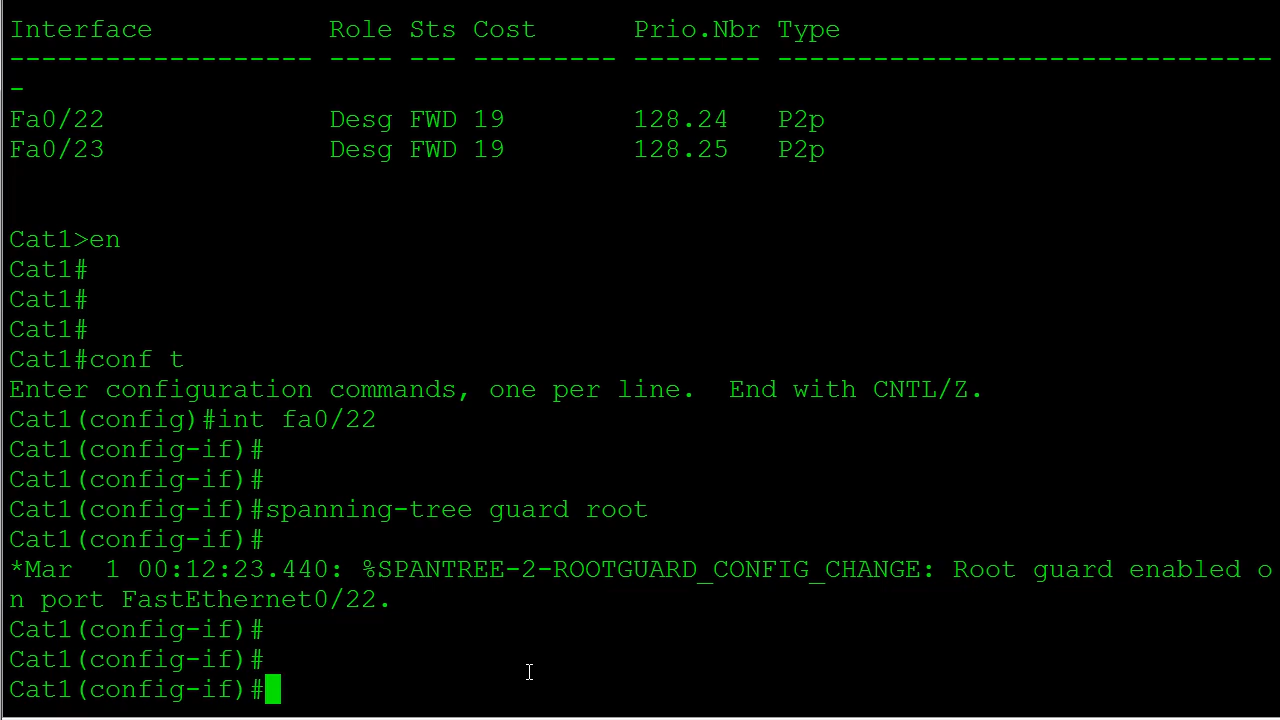 Interface           Role Sts Cost      Prio.Nbr Type
------------------- ---- --- --------- -------- -------------------------------
-
Fa0/22              Desg FWD 19        128.24   P2p
Fa0/23              Desg FWD 19        128.25   P2p
Cat1>en
Cat1#
Cat1#
Cat1#
Cat1#conf t
Enter configuration commands, one per line.  End with CNTL/Z.
Cat1(config)#int fa0/22
Cat1(config-if)#
Cat1(config-if)#
Cat1(config-if)#spanning-tree guard root
Cat1(config-if)#
*Mar  1 00:12:23.440: %SPANTREE-2-ROOTGUARD_CONFIG_CHANGE: Root guard enabled o
n port FastEthernet0/22.
Cat1(config-if)#
Cat1(config-if)#
Cat1(config-if)#